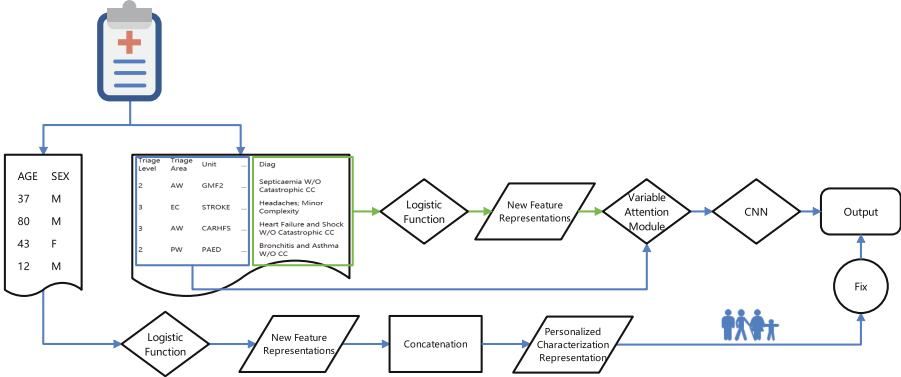 AGE SEX
37 M
80 M
43 F
12 M
Triage Level Triage Area Unit ... Diag
2 AW GMF2 ... Septicaemia W/O
Catastrophic CC
3 EC STROKE ... Headaches; Minor
Complexity
3 AW CARHFS ... Heart Failure and Shock
W/O Catastrophic CC
2 PW PAED ... Bronchitis and Asthma
W/O CC
Logistic
Function
New Feature
Representations
Variable
Attention
Module
CNN
Output
Fix
Logistic
Function
New Feature
Representations
Concatenation
Personalized
Characterization
Representation